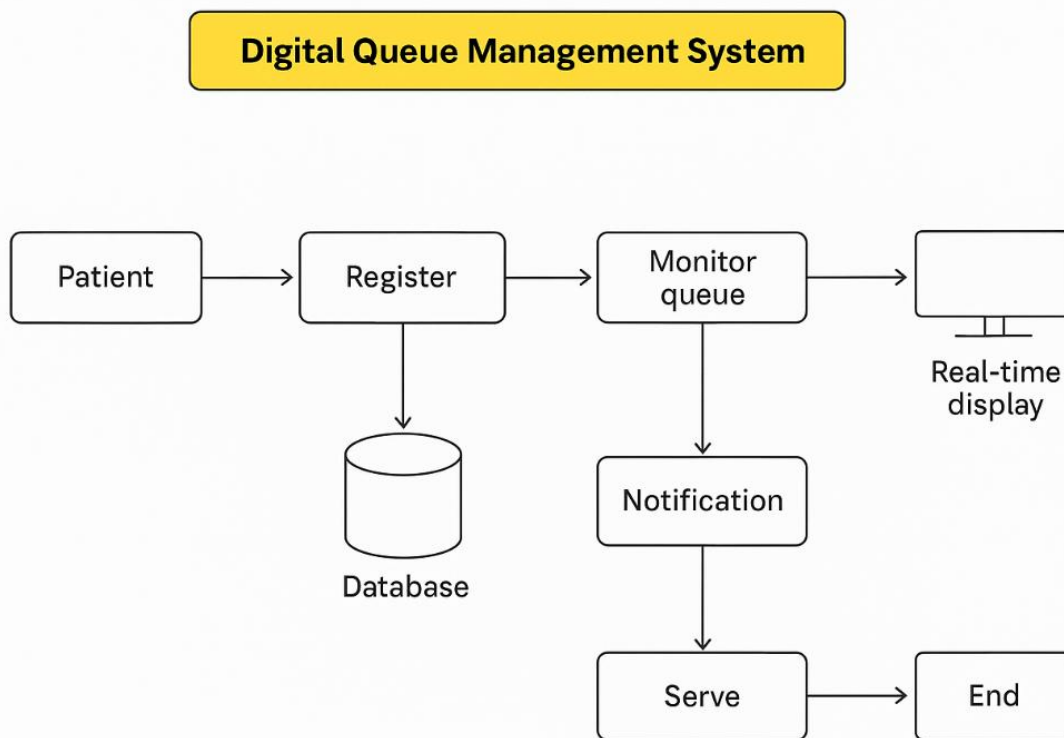 Digital Queue Management System
Patient
Register
Monitor
queue
Real-time
display
Database
Notification
Serve
End